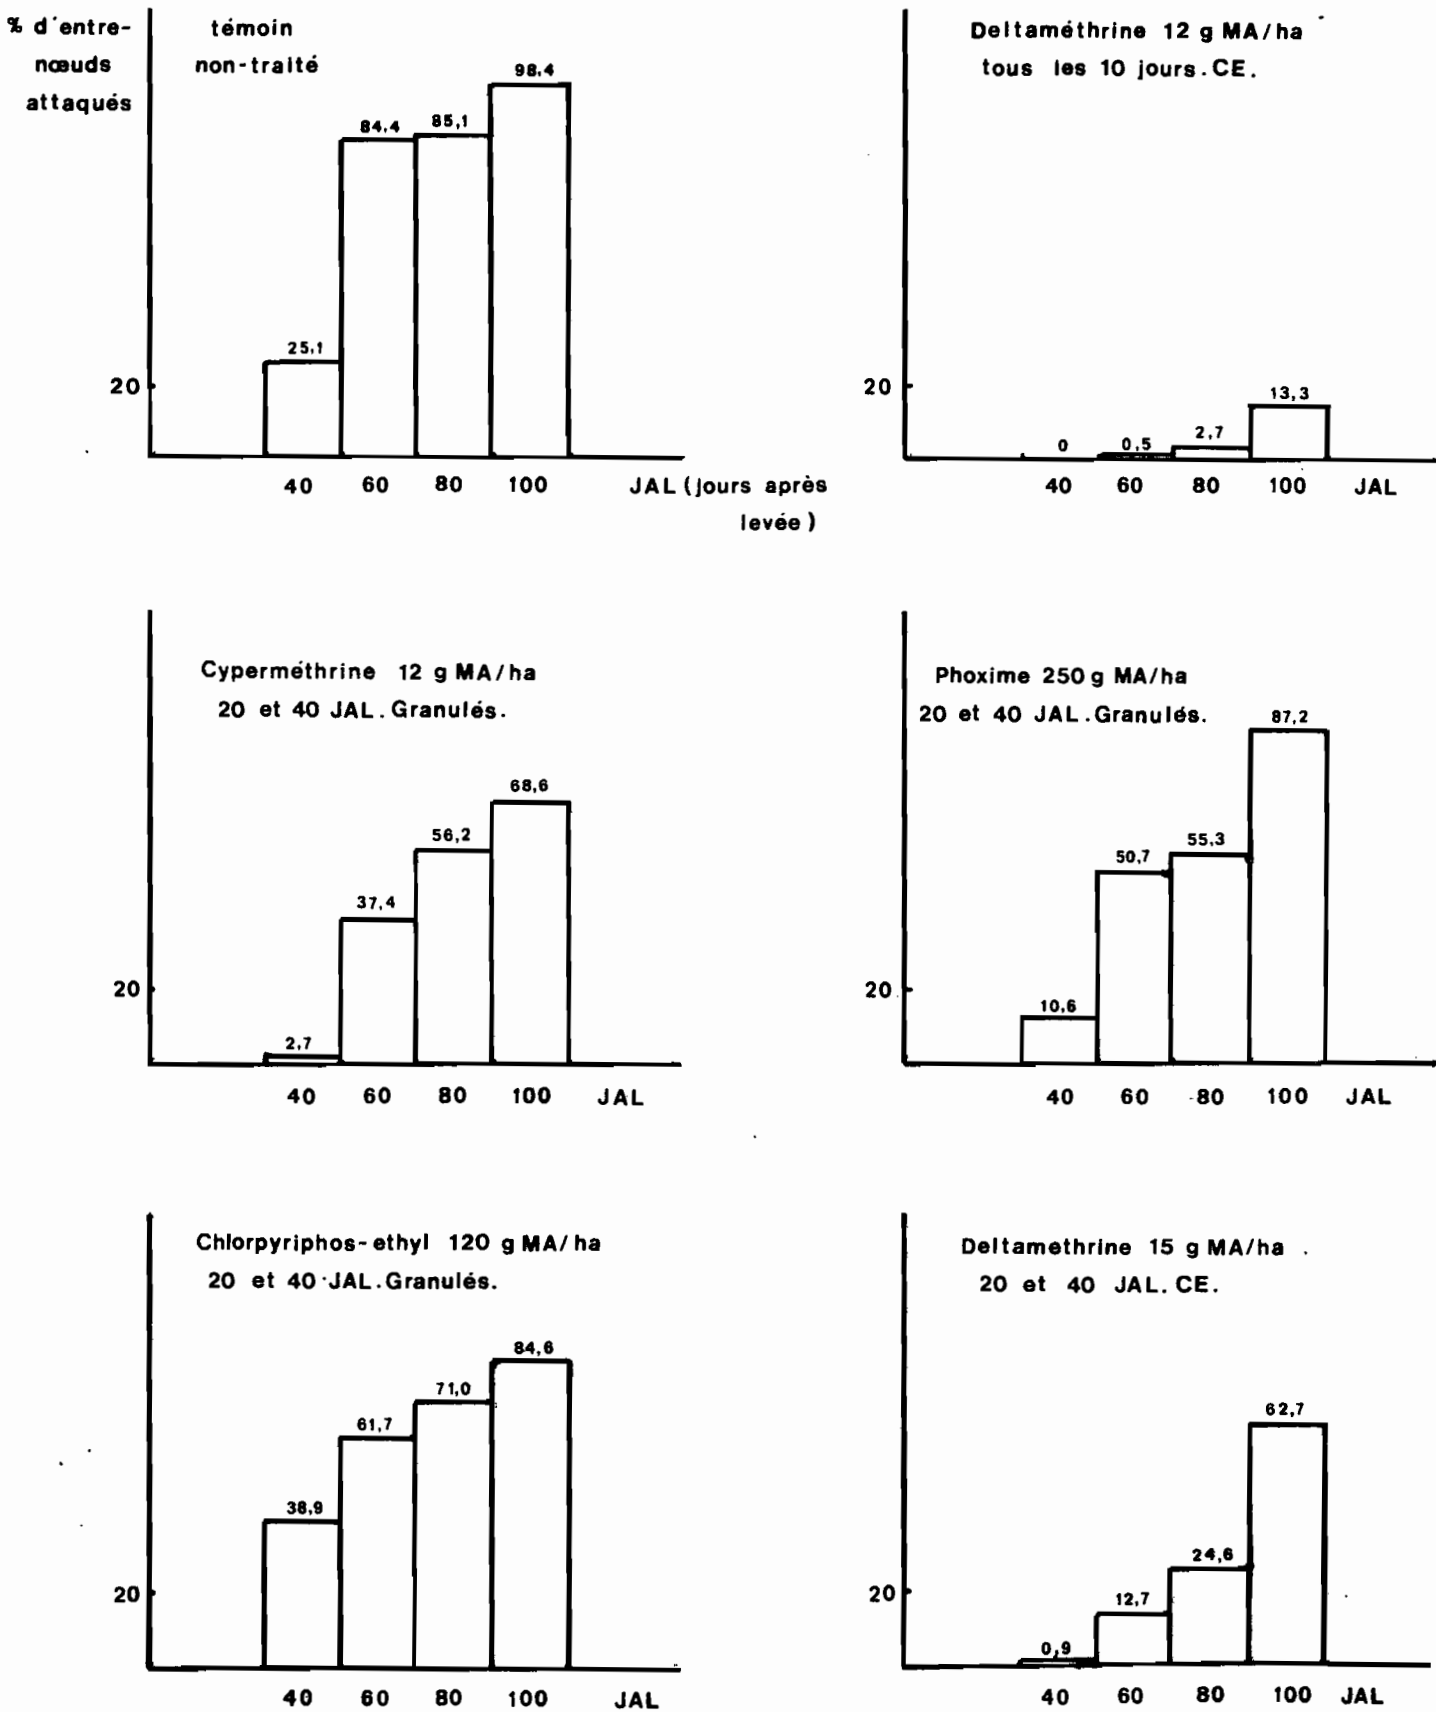 % d'entre-
nœuds
attaqués
témoin
non-traité
25,1
84,4
85,1
98,4
20
40 60 80 100 JAL (jours après
levée)
Deltaméthrine 12 g MA/ha
tous les 10 jours. CE.
0
0,5
2,7
13,3
20
40 60 80 100 JAL
Cyperméthrine 12 g MA/ha
20 et 40 JAL. Granulés.
2,7
37,4
56,2
68,6
20
40 60 80 100 JAL
Phoxime 250 g MA/ha
20 et 40 JAL. Granulés.
10,6
50,7
55,3
87,2
20
40 60 80 100 JAL
Chlorpyriphos-ethyl 120 g MA/ha
20 et 40 JAL. Granulés.
38,9
61,7
71,0
84,6
20
40 60 80 100 JAL
Deltamethrine 15 g MA/ha
20 et 40 JAL. CE.
0,9
12,7
24,6
62,7
20
40 60 80 100 JAL